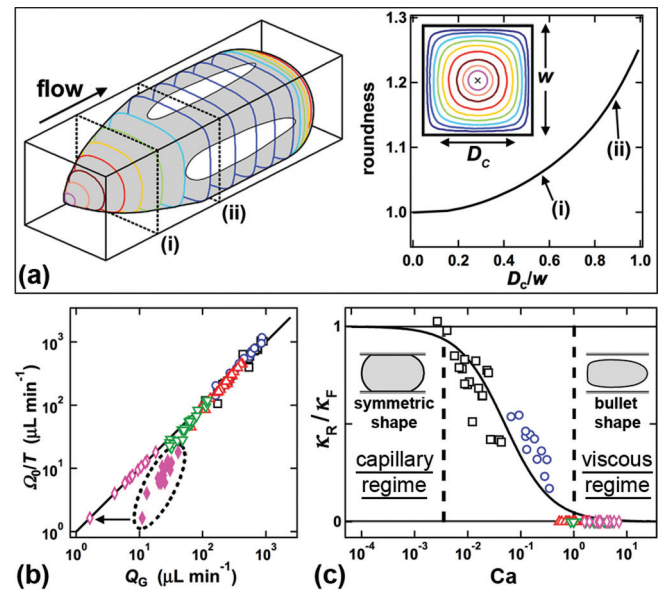 flow
(i)
(ii)
(a)
roundness
1.3
1.2
1.1
1.0
w
D_C
(ii)
(i)
0.0 0.2 0.4 0.6 0.8 1.0
D_c/w
Ω_0/T (μL min^-1)
10^3
10^2
10^1
10^0
10^0 10^1 10^2 10^3
(b)
Q_G (μL min^-1)
κ_R / κ_F
1
0
symmetric
shape
capillary
regime
bullet
shape
viscous
regime
10^-4 10^-3 10^-2 10^-1 10^0 10^1
(c)
Ca